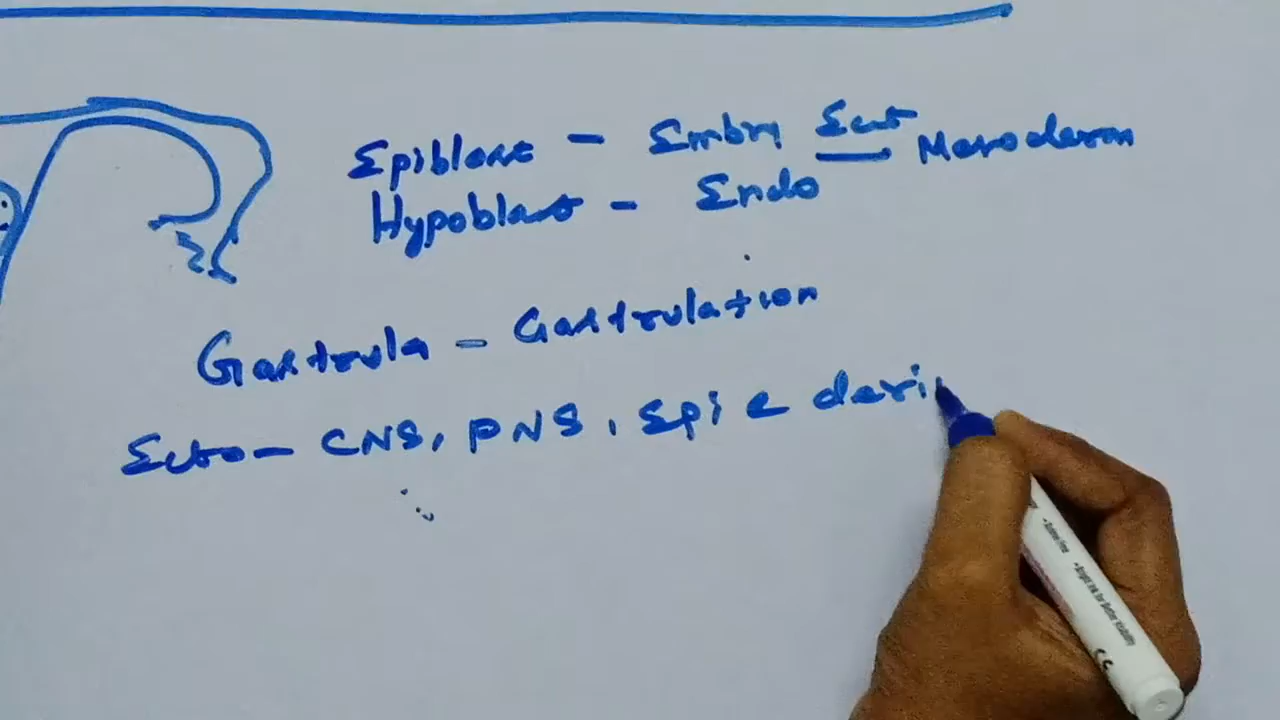 Epiblast - Embry Ect Mesoderm
Hypoblast - Endo
Gastrula - Gastrulation
Ecto - CNS, PNS, Epi & deri